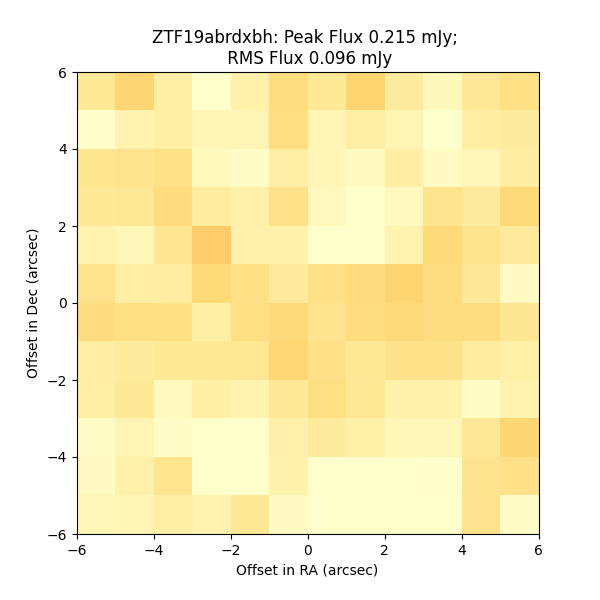 ZTF19abrdxbh: Peak Flux 0.215 mJy;
RMS Flux 0.096 mJy
6
4
2
0
−2
−4
−6
Offset in Dec (arcsec)
−6 −4 −2 0 2 4 6
Offset in RA (arcsec)